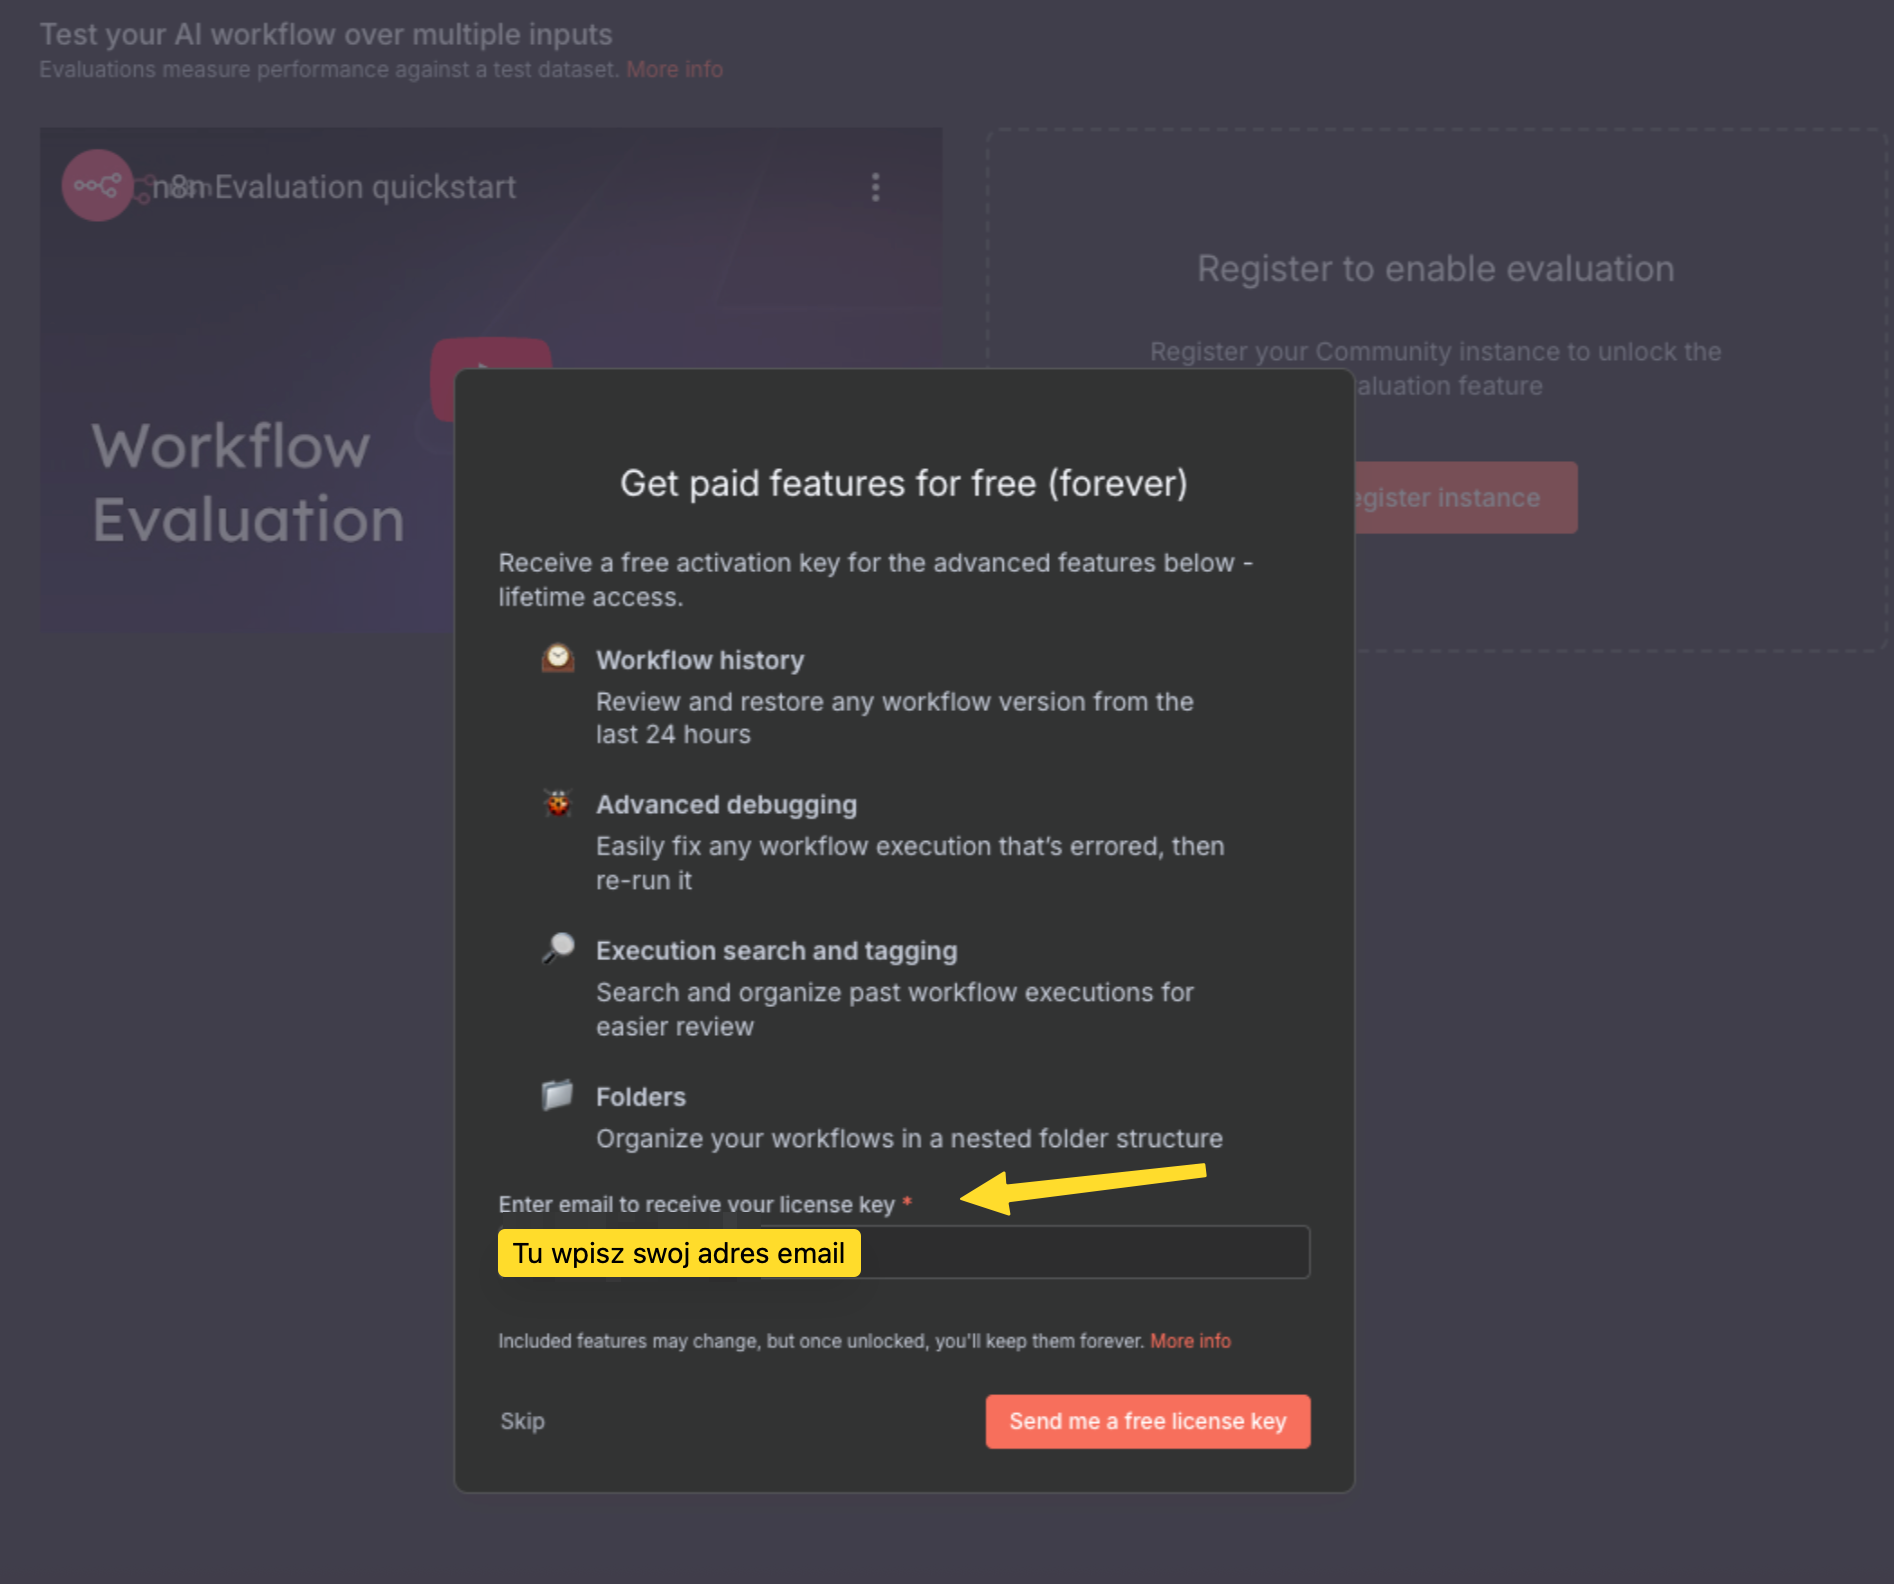 Test your AI workflow over multiple inputs
Evaluations measure performance against a test dataset. More info
n8n Evaluation quickstart
Workflow
Evaluation
Register to enable evaluation
Register your Community instance to unlock the
aluation feature
egister instance
Get paid features for free (forever)
Receive a free activation key for the advanced features below -
lifetime access.
Workflow history
Review and restore any workflow version from the
last 24 hours
Advanced debugging
Easily fix any workflow execution that's errored, then
re-run it
Execution search and tagging
Search and organize past workflow executions for
easier review
Folders
Organize your workflows in a nested folder structure
Enter email to receive your license key *
Tu wpisz swoj adres email
Included features may change, but once unlocked, you'll keep them forever. More info
Skip
Send me a free license key